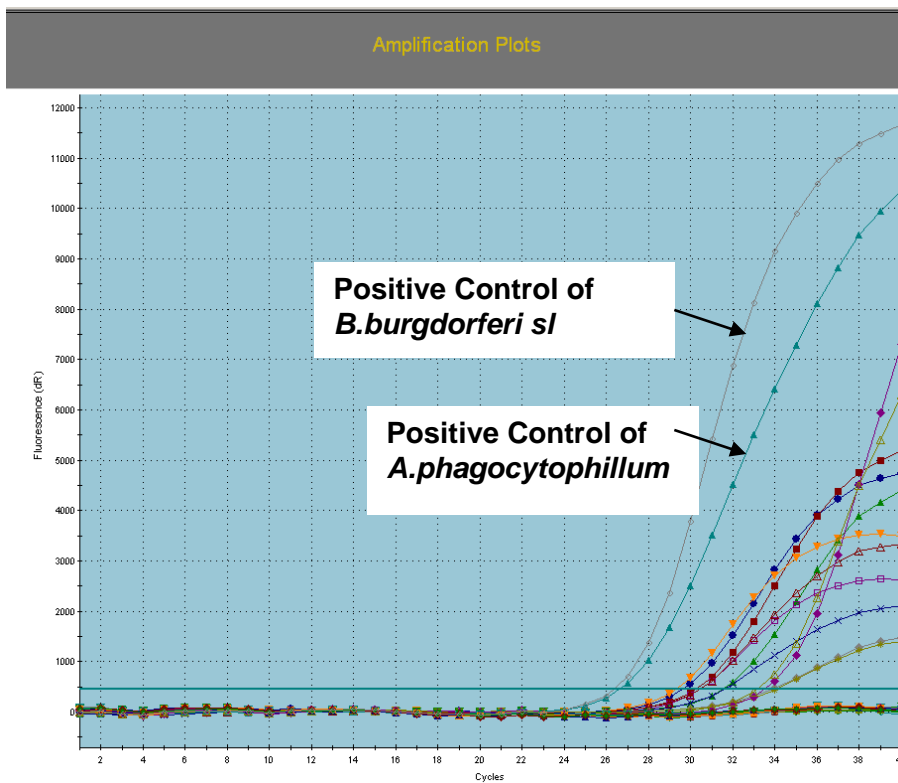 Amplification Plots
12000
11000
10000
9000
8000
7000
6000
5000
4000
3000
2000
1000
0
Fluorescence (dR)
Positive Control of
B.burgdorferi sl
Positive Control of
A.phagocytophillum
2 4 6 8 10 12 14 16 18 20 22 24 26 28 30 32 34 36 38 4
Cycles